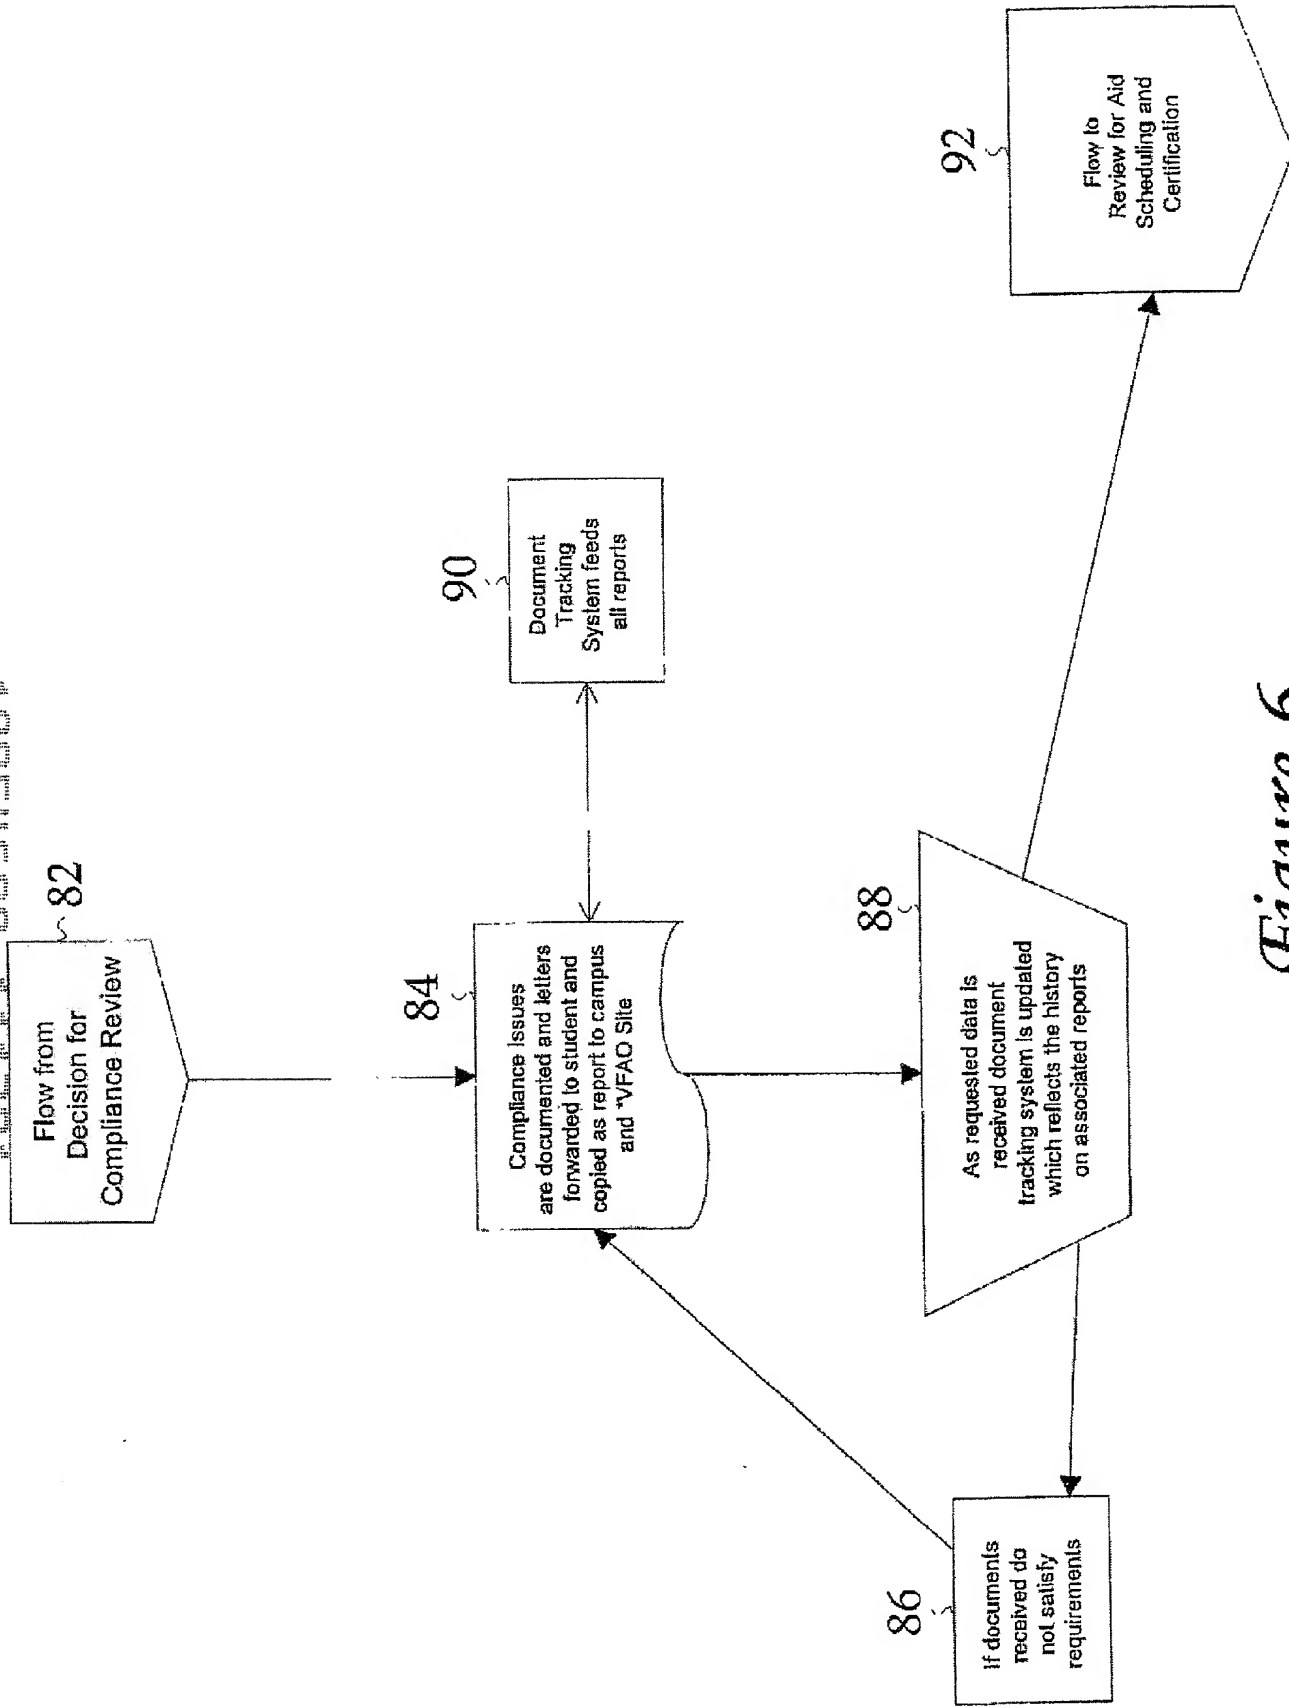 82
Flow from
Decision for
Compliance Review
84
Compliance Issues
are documented and letters
forwarded to student and
copied as report to campus
and *VFAO Site
90
Document
Tracking
System feeds
all reports
88
As requested data is
received document
tracking system is updated
which reflects the history
on associated reports
86
If documents
received do
not satisfy
requirements
92
Flow to
Review for Aid
Scheduling and
Certification
Figure 6